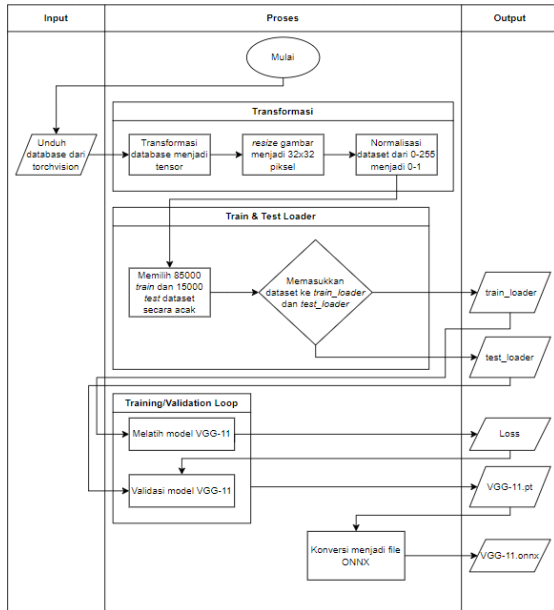 Input
Proses
Output
Mulai
Transformasi
Unduh
database dari
torchvision
Transformasi
database menjadi
tensor
resize gambar
menjadi 32x32
piksel
Normalisasi
dataset dari 0-255
menjadi 0-1
Train & Test Loader
Memilih 85000
train dan 15000
test dataset
secara acak
Memasukkan
dataset ke train_loader
dan test_loader
train_loader
test_loader
Training/Validation Loop
Melatih model VGG-11
Loss
Validasi model VGG-11
VGG-11.pt
Konversi menjadi file
ONNX
VGG-11.onnx